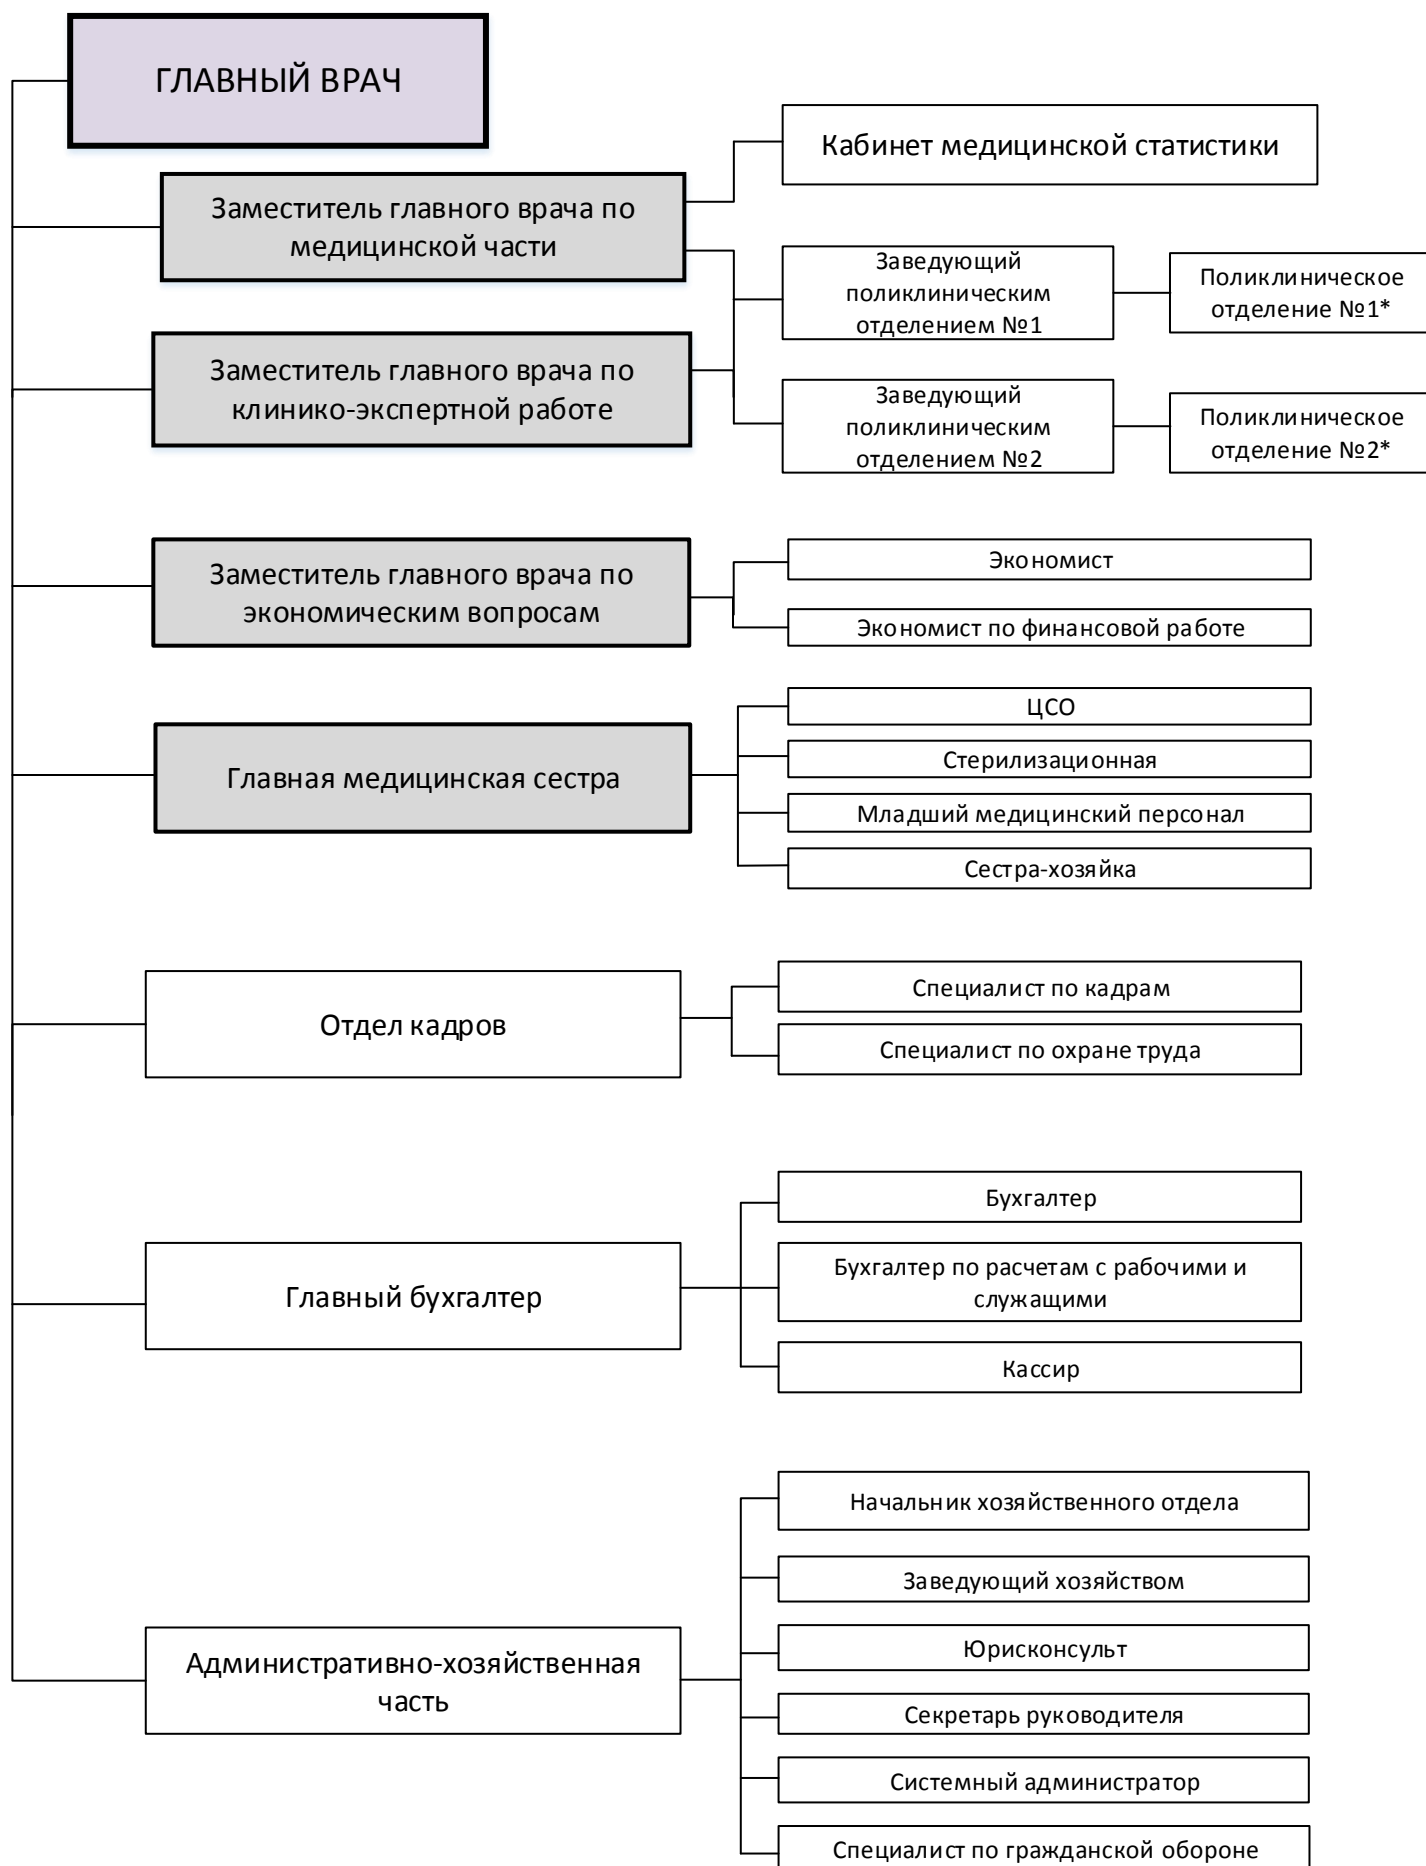 ГЛАВНЫЙ ВРАЧ
Кабинет медицинской статистики
Заместитель главного врача по
медицинской части
Заведующий
поликлиническим
отделением №1
Поликлиническое
отделение №1*
Заместитель главного врача по
клинико-экспертной работе
Заведующий
поликлиническим
отделением №2
Поликлиническое
отделение №2*
Заместитель главного врача по
экономическим вопросам
Экономист
Экономист по финансовой работе
Главная медицинская сестра
ЦСО
Стерилизационная
Младший медицинский персонал
Сестра-хозяйка
Отдел кадров
Специалист по кадрам
Специалист по охране труда
Главный бухгалтер
Бухгалтер
Бухгалтер по расчетам с рабочими и
служащими
Кассир
Административно-хозяйственная
часть
Начальник хозяйственного отдела
Заведующий хозяйством
Юрисконсульт
Секретарь руководителя
Системный администратор
Специалист по гражданской обороне